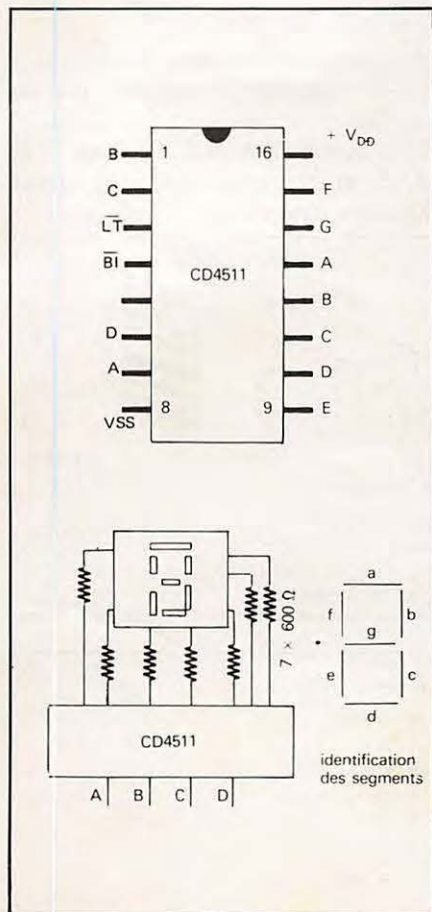 + VDD
B 1 16
C F
LT G
BI A
CD4511
B
D C
A D
8 9 E
VSS
7 × 600 Ω
a
f b
g
e c
d
CD4511
identification
des segments
A B C D